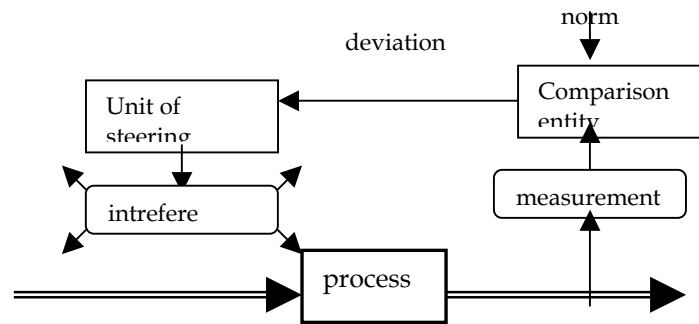 norm
deviation
Comparison
entity
Unit of
steering
measurement
intrefere
process